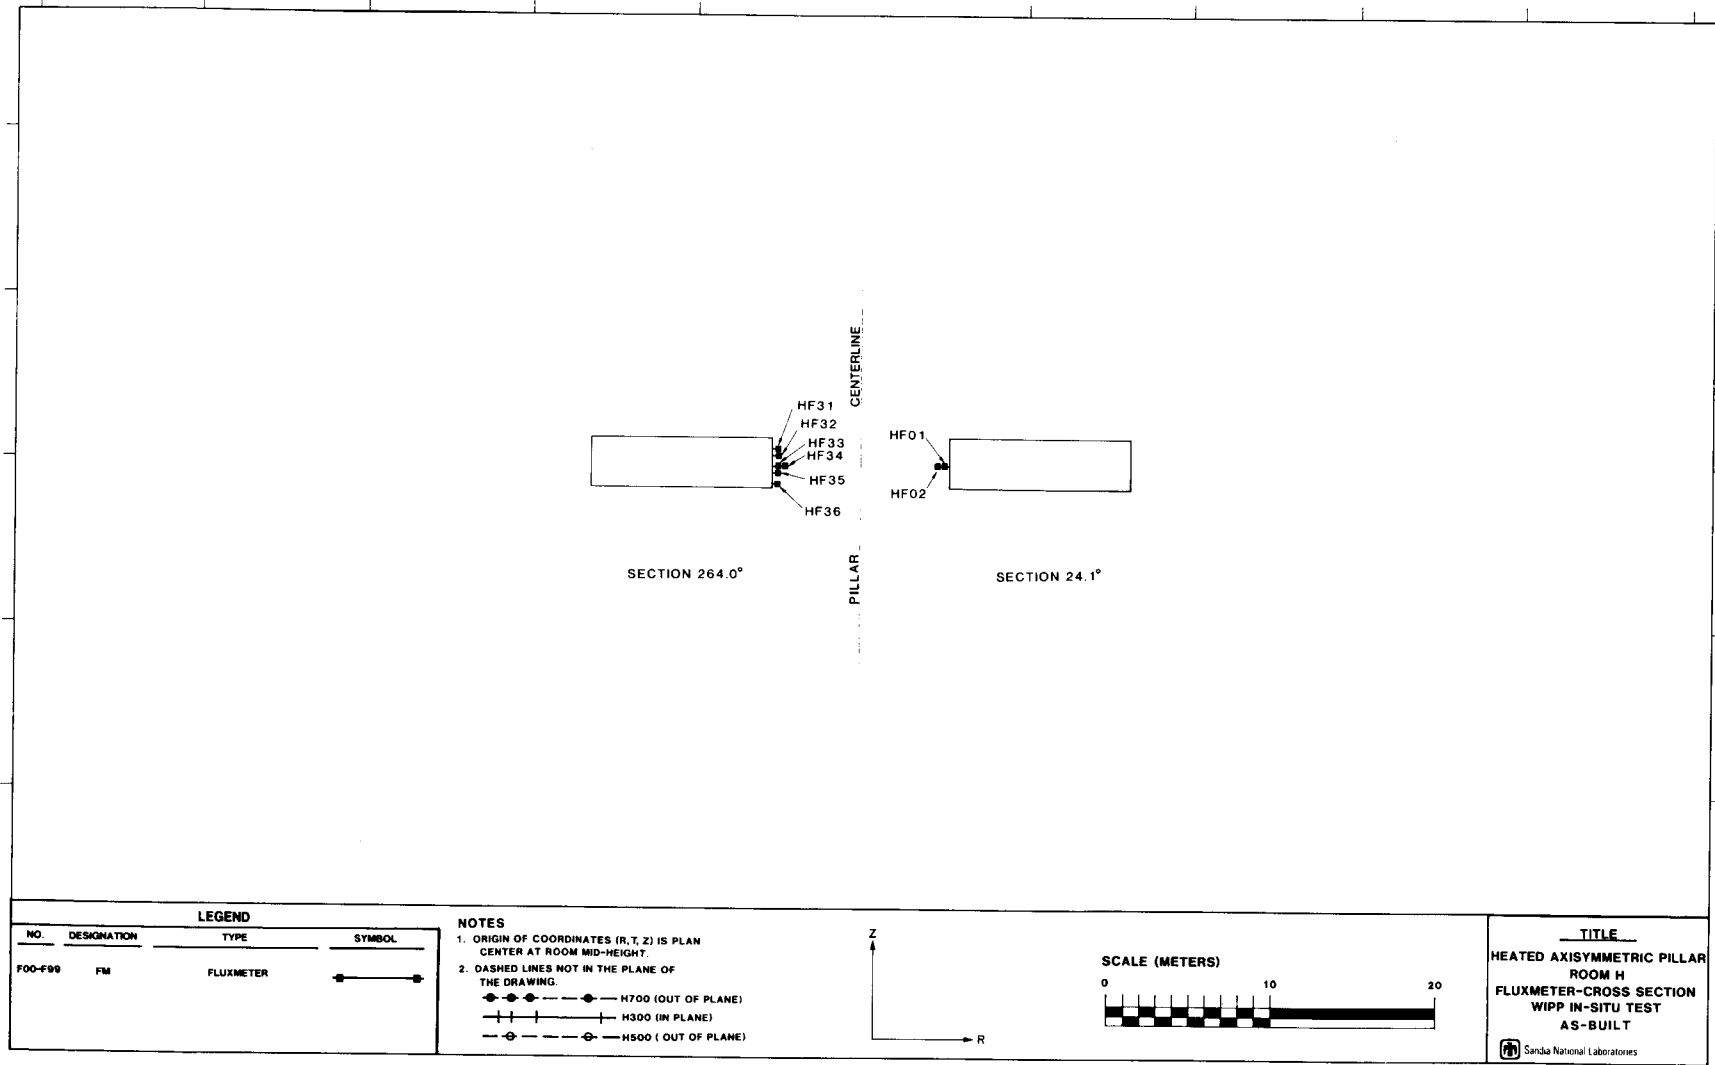 CENTERLINE
HF31
HF32
HF33
HF34
HF35
HF36
HF01
HF02
PILLAR
SECTION 264.0°
SECTION 24.1°
LEGEND
NO. DESIGNATION TYPE SYMBOL
F00-F99 FM FLUXMETER
NOTES
1. ORIGIN OF COORDINATES (R, T, Z) IS PLAN
CENTER AT ROOM MID-HEIGHT.
2. DASHED LINES NOT IN THE PLANE OF
THE DRAWING.
H700 (OUT OF PLANE)
H300 (IN PLANE)
H500 ( OUT OF PLANE)
Z
R
SCALE (METERS)
0 10 20
TITLE
HEATED AXISYMMETRIC PILLAR
ROOM H
FLUXMETER-CROSS SECTION
WIPP IN-SITU TEST
AS-BUILT
Sandia National Laboratories